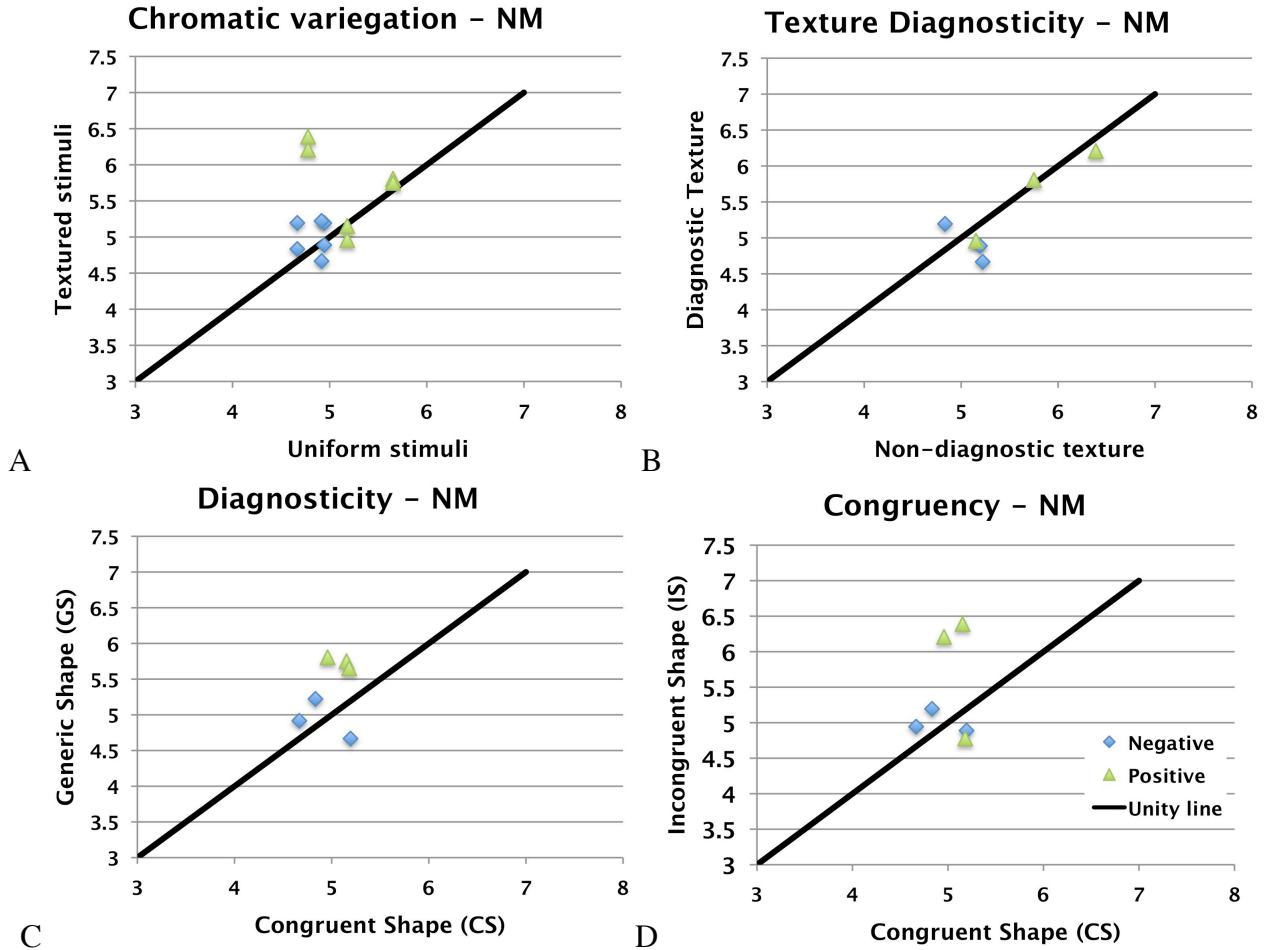 Chromatic variegation – NM
7.5
7
6.5
6
5.5
5
4.5
4
3.5
3
3 4 5 6 7 8
Textured stimuli
Uniform stimuli
A
Texture Diagnosticity – NM
7.5
7
6.5
6
5.5
5
4.5
4
3.5
3
3 4 5 6 7 8
Diagnostic Texture
Non-diagnostic texture
B
Diagnosticity – NM
7.5
7
6.5
6
5.5
5
4.5
4
3.5
3
3 4 5 6 7 8
Generic Shape (GS)
Congruent Shape (CS)
C
Congruency – NM
7.5
7
6.5
6
5.5
5
4.5
4
3.5
3
3 4 5 6 7 8
Incongruent Shape (IS)
Negative
Positive
Unity line
Congruent Shape (CS)
D